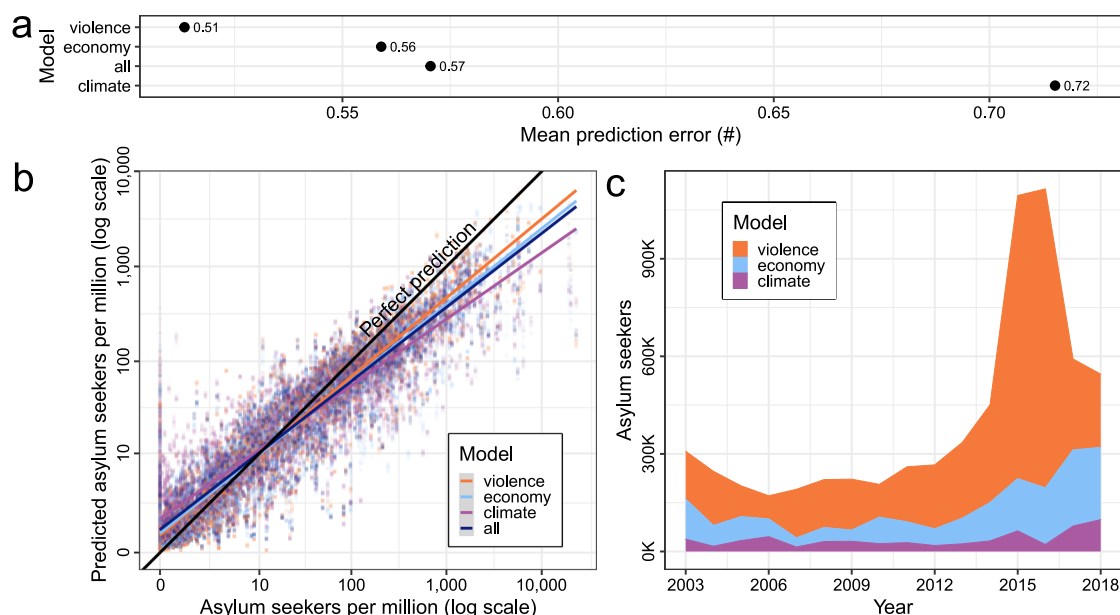 a
Model
violence
economy
all
climate
0.51
0.56
0.57
0.72
0.55
0.60
0.65
0.70
Mean prediction error (#)
b
Predicted asylum seekers per million (log scale)
10,000
1,000
100
10
0
Perfect prediction
Model
violence
economy
climate
all
0
10
100
1,000
10,000
Asylum seekers per million (log scale)
c
Asylum seekers
900K
600K
300K
0K
Model
violence
economy
climate
2003
2006
2009
2012
2015
2018
Year